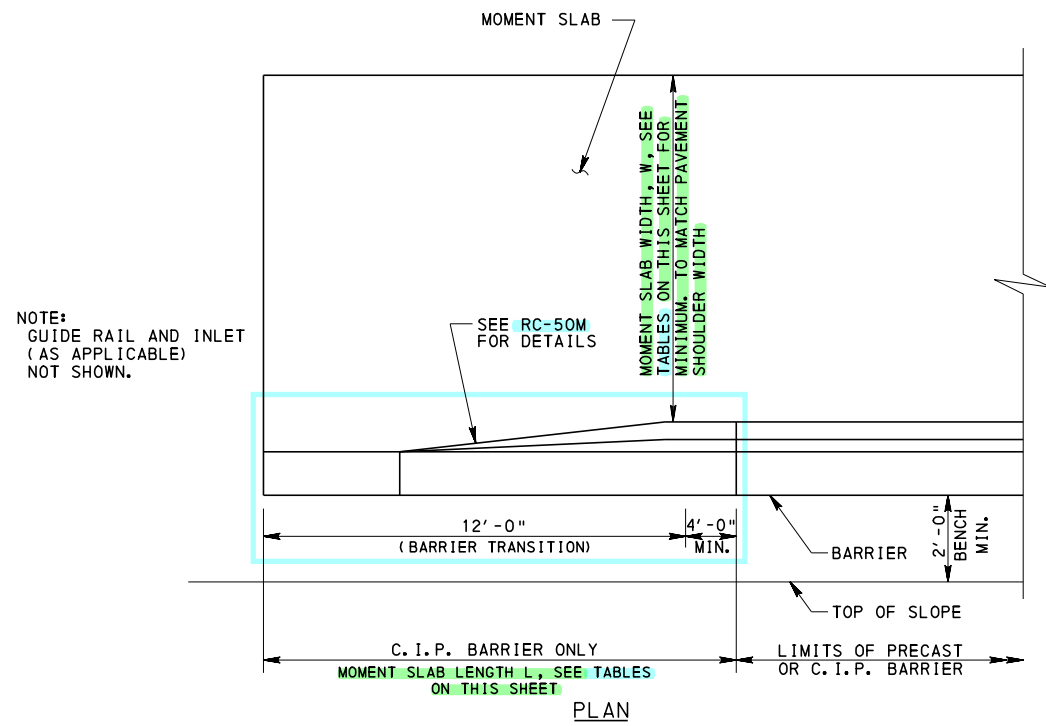 MOMENT SLAB
MOMENT SLAB WIDTH, W, SEE
TABLES ON THIS SHEET FOR
MINIMUM. TO MATCH PAVEMENT
SHOULDER WIDTH
NOTE:
GUIDE RAIL AND INLET
(AS APPLICABLE)
NOT SHOWN.
SEE RC-50M
FOR DETAILS
12'-0"
(BARRIER TRANSITION)
4'-0"
MIN.
BARRIER
2'-0"
BENCH
MIN.
TOP OF SLOPE
C.I.P. BARRIER ONLY
MOMENT SLAB LENGTH L, SEE TABLES
ON THIS SHEET
LIMITS OF PRECAST
OR C.I.P. BARRIER
PLAN